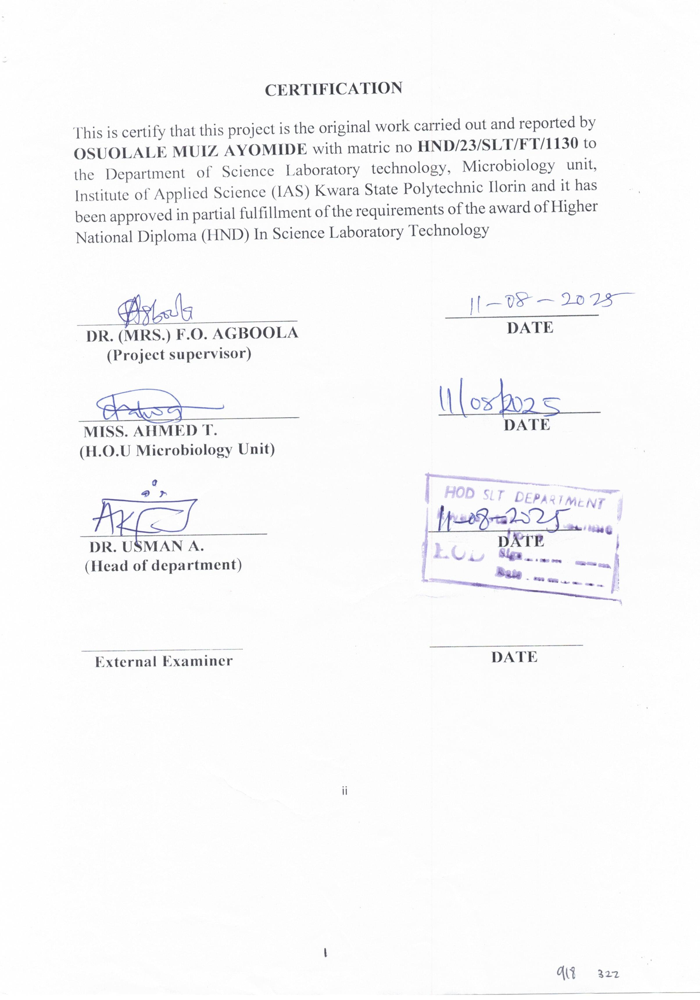 CERTIFICATION
This is certify that this project is the original work carried out and reported by
OSUOLALE MUIZ AYOMIDE with matric no HND/23/SLT/FT/1130 to
the Department of Science Laboratory technology, Microbiology unit,
Institute of Applied Science (IAS) Kwara State Polytechnic Ilorin and it has
been approved in partial fulfillment of the requirements of the award of Higher
National Diploma (HND) In Science Laboratory Technology
11-08-2025
DR. (MRS.) F.O. AGBOOLA
DATE
(Project supervisor)
11/08/2025
MISS. AHMED T.
DATE
(H.O.U Microbiology Unit)
HOD SLT DEPARTMENT
11-08-2025
DR. USMAN A.
DATE
Sign
(Head of department)
Date
External Examiner
DATE
ii
1
918 322